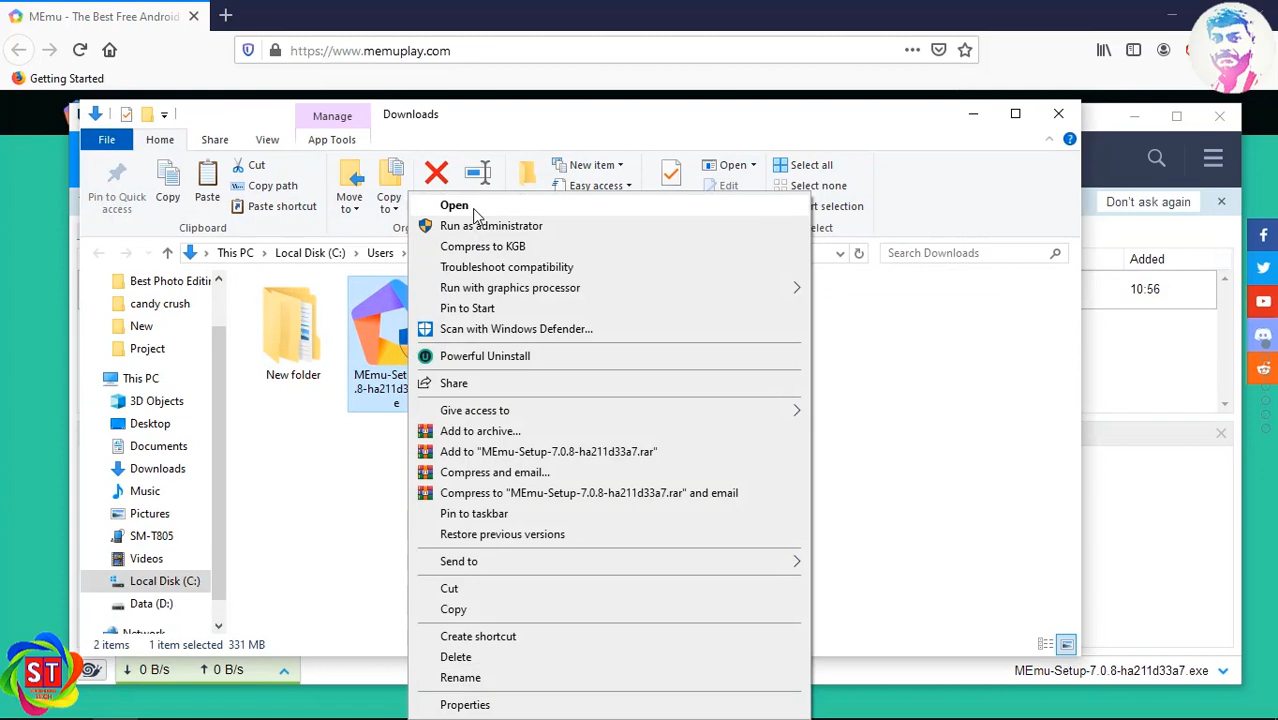 MEmu - The Best Free Android
https://www.memuplay.com
Getting Started
Manage
Downloads
File
Home
Share
View
App Tools
Pin to Quick access
Copy
Paste
Cut
Copy path
Paste shortcut
Clipboard
Move to
Copy to
New item
Easy access
Open
Edit
Select all
Select none
Don't ask again
This PC
Local Disk (C:)
Users
Search Downloads
Added
10:56
Best Photo Editin
candy crush
New
Project
This PC
3D Objects
Desktop
Documents
Downloads
Music
Pictures
SM-T805
Videos
Local Disk (C:)
Data (D:)
New folder
MEmu-Set
.8-ha211d3
e
Open
Run as administrator
Compress to KGB
Troubleshoot compatibility
Run with graphics processor
Pin to Start
Scan with Windows Defender...
Powerful Uninstall
Share
Give access to
Add to archive...
Add to "MEmu-Setup-7.0.8-ha211d33a7.rar"
Compress and email...
Compress to "MEmu-Setup-7.0.8-ha211d33a7.rar" and email
Pin to taskbar
Restore previous versions
Send to
Cut
Copy
Create shortcut
Delete
Rename
Properties
2 items
1 item selected 331 MB
ST
0 B/s
0 B/s
MEmu-Setup-7.0.8-ha211d33a7.exe